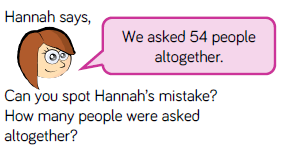 Hannah says,
We asked 54 people
altogether.
Can you spot Hannah's mistake?
How many people were asked
altogether?